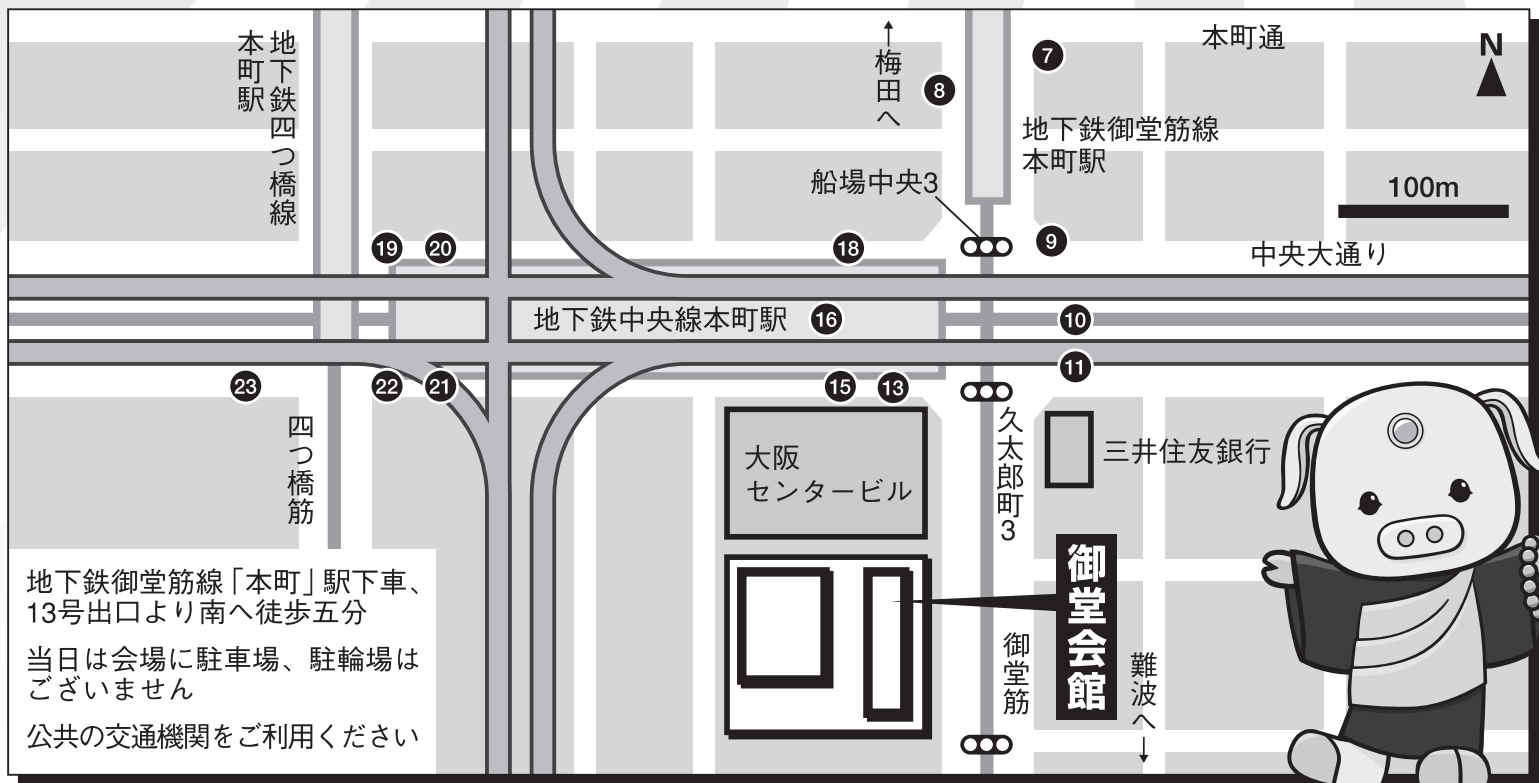 地下鉄四つ橋線
本町駅
↑梅田へ
8
7
本町通
N
地下鉄御堂筋線
本町駅
船場中央3
100m
19
20
18
9
中央大通り
地下鉄中央線本町駅
16
10
11
23
22
21
15
13
四つ橋筋
大阪
センタービル
久太郎町3
三井住友銀行
御堂会館
御堂筋
難波へ↓
地下鉄御堂筋線「本町」駅下車、
13号出口より南へ徒歩五分
当日は会場に駐車場、駐輪場は
ございません
公共の交通機関をご利用ください